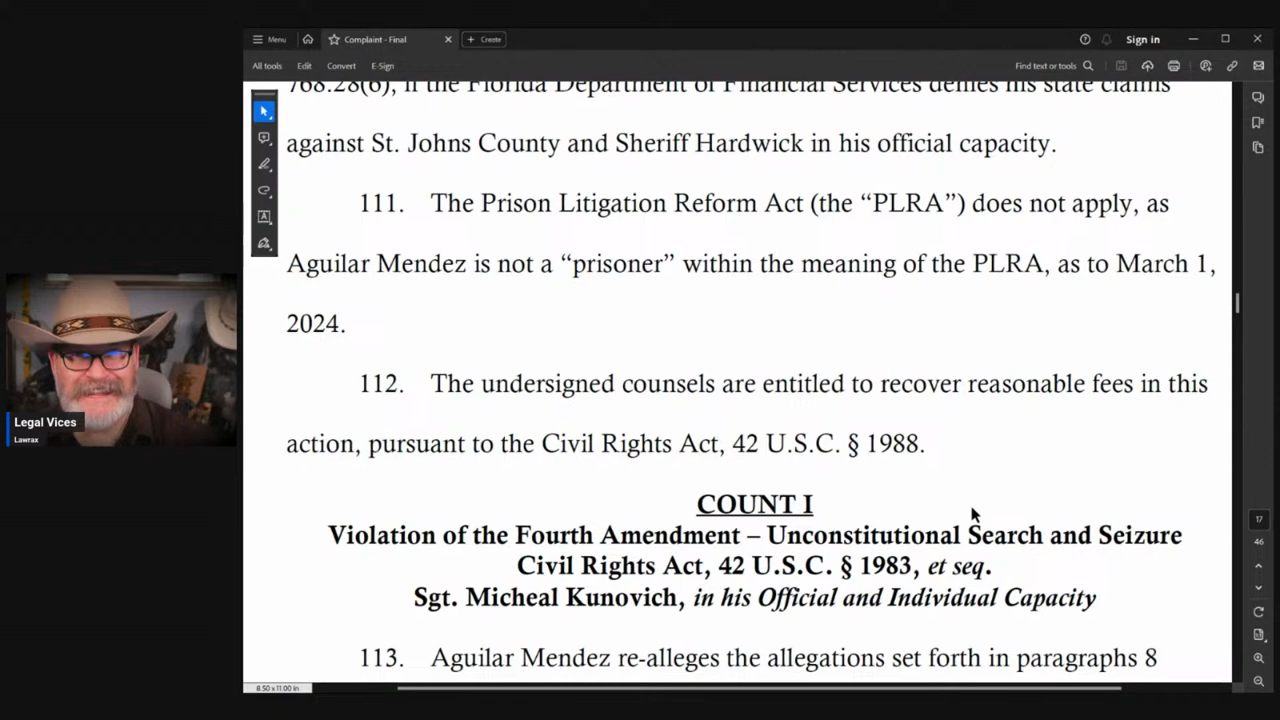 Menu
Complaint - Final
Create
Sign in
All tools
Edit
Convert
E-Sign
Find text or tools
768.28(6), if the Florida Department of Financial Services denies his state claims
against St. Johns County and Sheriff Hardwick in his official capacity.
111. The Prison Litigation Reform Act (the “PLRA”) does not apply, as
Aguilar Mendez is not a “prisoner” within the meaning of the PLRA, as to March 1,
2024.
112. The undersigned counsels are entitled to recover reasonable fees in this
action, pursuant to the Civil Rights Act, 42 U.S.C. § 1988.
COUNT I
Violation of the Fourth Amendment – Unconstitutional Search and Seizure
Civil Rights Act, 42 U.S.C. § 1983, et seq.
Sgt. Micheal Kunovich, in his Official and Individual Capacity
113. Aguilar Mendez re-alleges the allegations set forth in paragraphs 8
Legal Vices
Lawrax
17
46
8.50 x 11.00 in